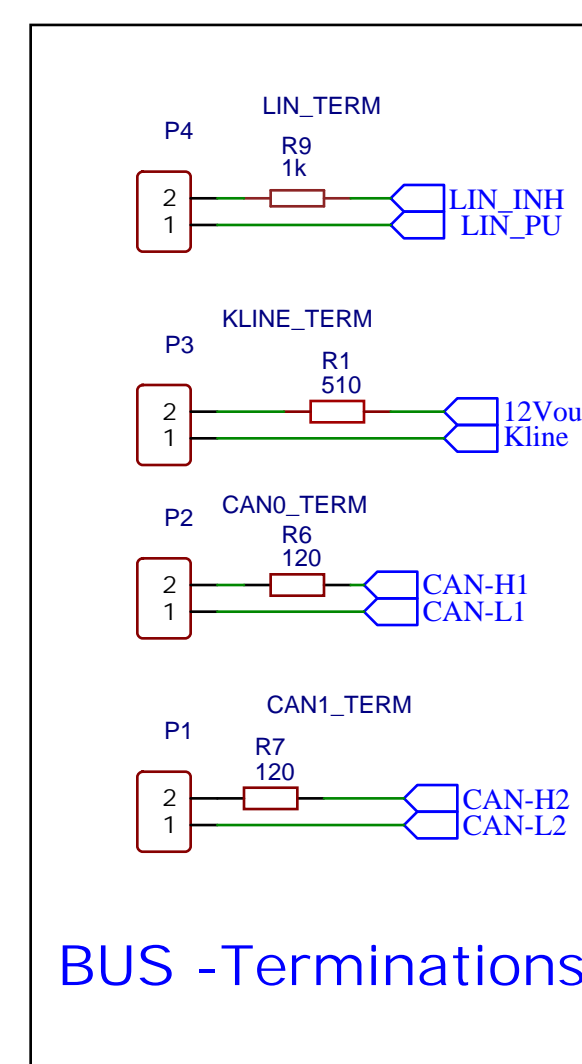 LIN_TERM
P4
R9
1k
2
LIN_INH
1
LIN_PU
KLINE_TERM
P3
R1
510
2
12Vou
1
Kline
CAN0_TERM
P2
R6
120
2
CAN-H1
1
CAN-L1
CAN1_TERM
P1
R7
120
2
CAN-H2
1
CAN-L2
BUS -Terminations